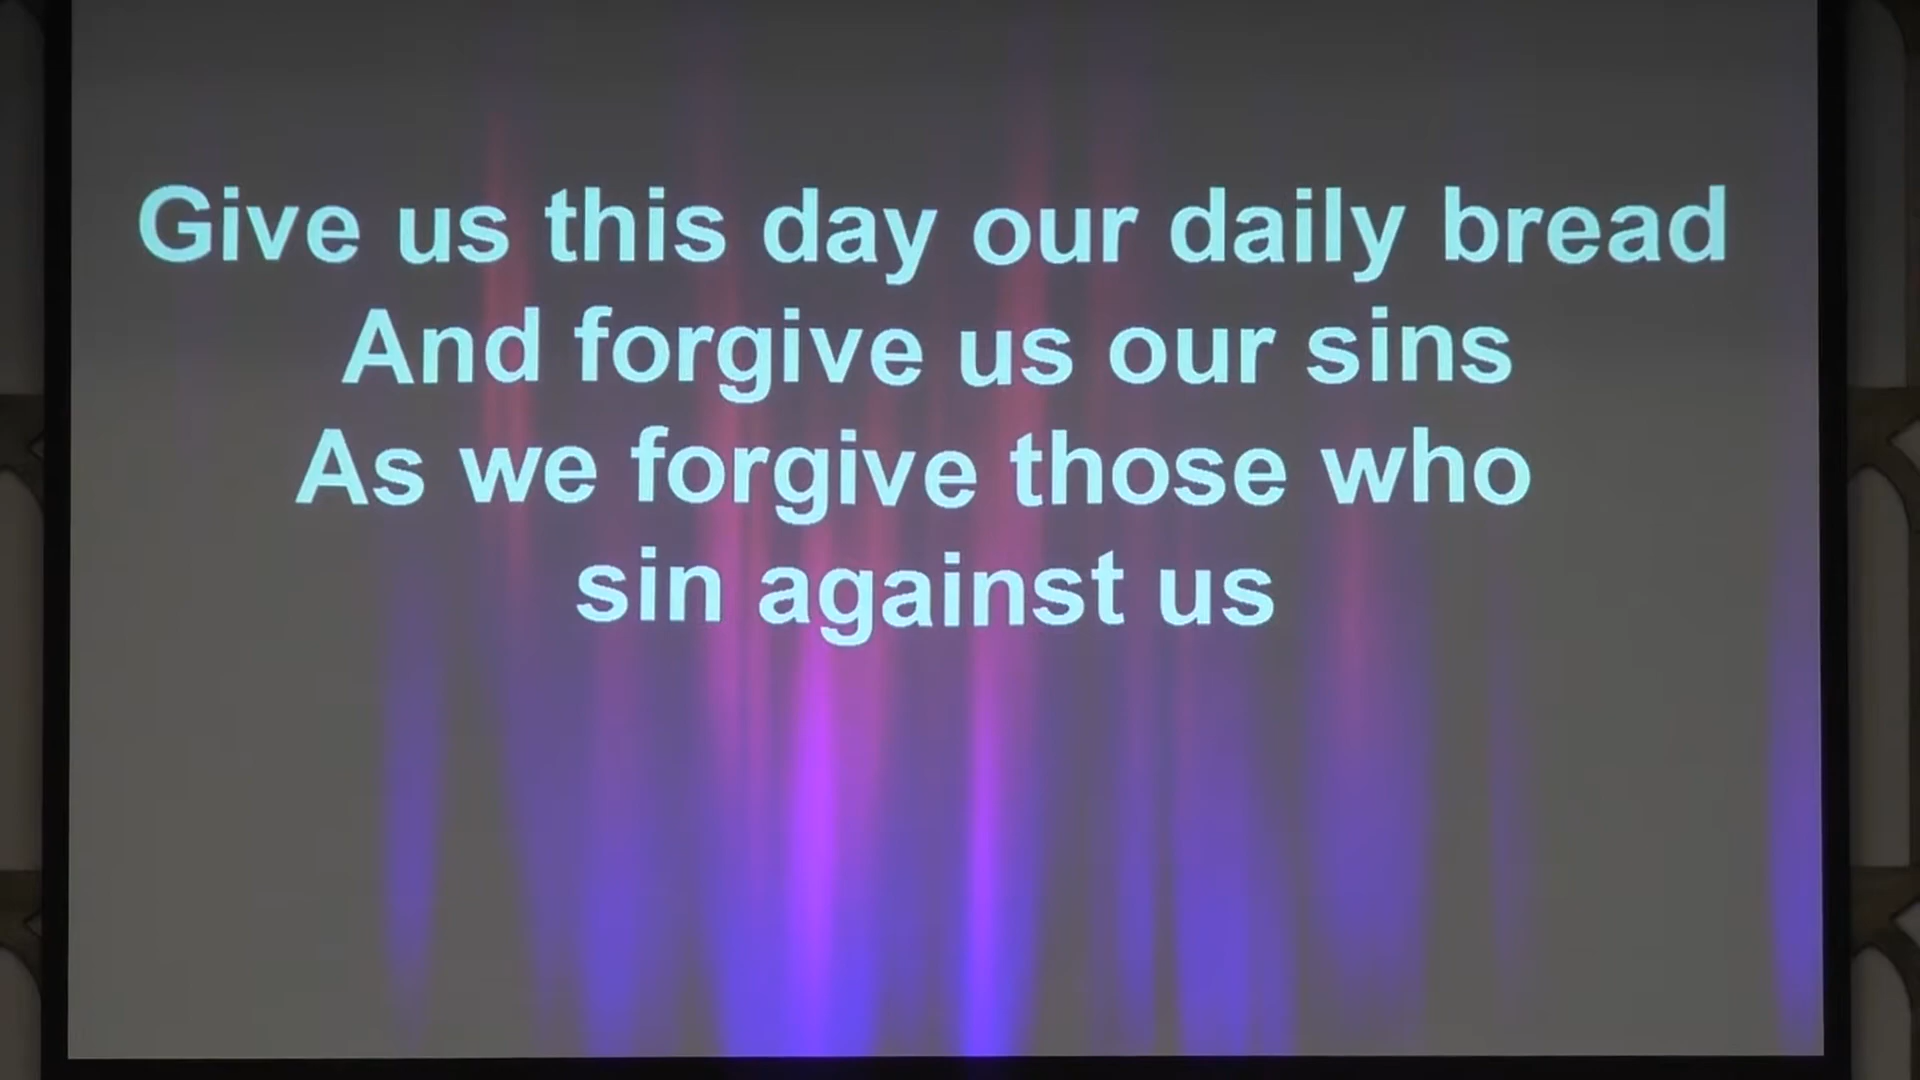 Give us this day our daily bread
And forgive us our sins
As we forgive those who
sin against us